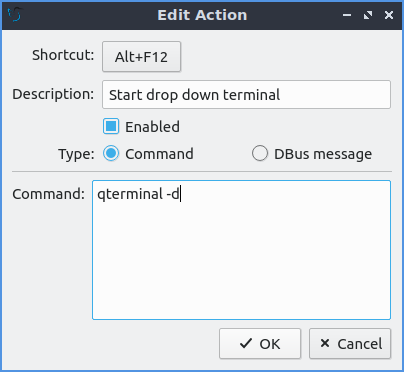 Edit Action
Shortcut: Alt+F12
Description: Start drop down terminal
Enabled
Type: Command DBus message
Command: qterminal -d
OK Cancel